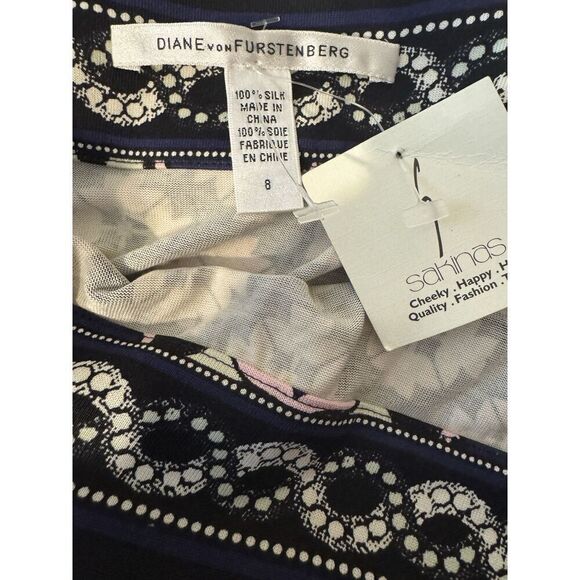 DIANE VON FURSTENBERG
100% SILK
MADE IN
CHINA
100% SOIE
FABRIQUE
EN CHINE
8
sakinas
Cheeky . Happy . H
Quality . Fashion . T